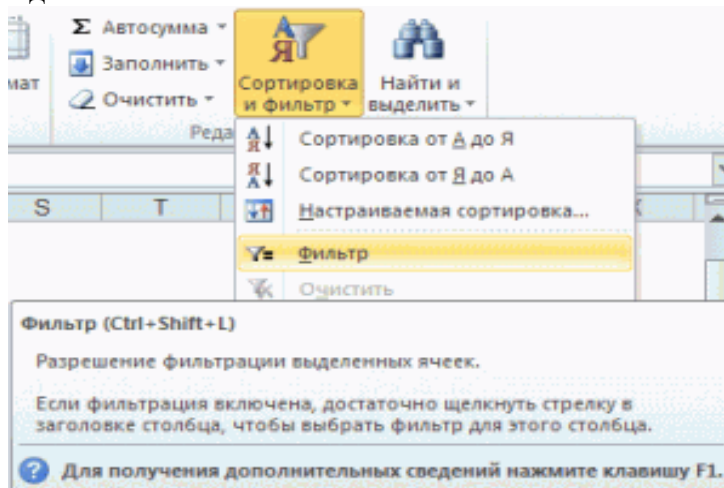 Σ Автосумма
Заполнить
Очистить
мат
Сортировка
и фильтр
Найти и
выделить
Реда
Сортировка от А до Я
Сортировка от Я до А
Настраиваемая сортировка...
S T
Фильтр
Очистить
Фильтр (Ctrl+Shift+L)
Разрешение фильтрации выделенных ячеек.
Если фильтрация включена, достаточно щелкнуть стрелку в
заголовке столбца, чтобы выбрать фильтр для этого столбца.
Для получения дополнительных сведений нажмите клавишу F1.